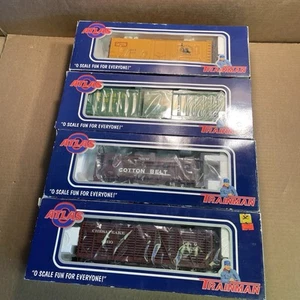 ATLAS
"O SCALE FUN FOR EVERYONE!"
TRAINMAN
ATLAS
"O SCALE FUN FOR EVERYONE!"
TRAINMAN
ATLAS
COTTON BELT
"O SCALE FUN FOR EVERYONE!"
TRAINMAN
ATLAS
"O SCALE FUN FOR EVERYONE!"
TRAINMAN